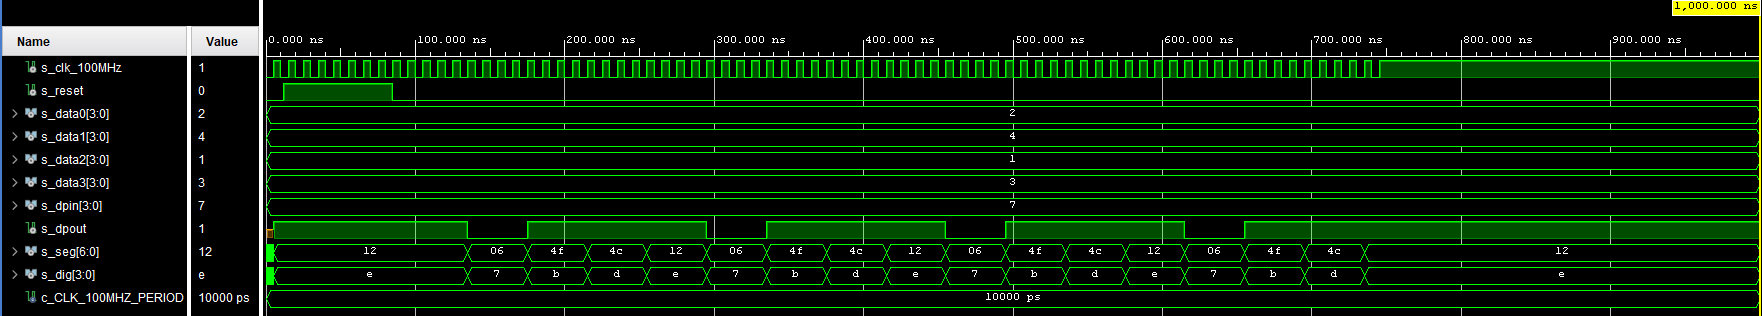 1,000.000 ns
Name Value 0.000 ns 100.000 ns 200.000 ns 300.000 ns 400.000 ns 500.000 ns 600.000 ns 700.000 ns 800.000 ns 900.000 ns
s_clk_100MHz 1
s_reset 0
s_data0[3:0] 2 2
s_data1[3:0] 4 4
s_data2[3:0] 1 1
s_data3[3:0] 3 3
s_dpin[3:0] 7 7
s_dpout 1
s_seg[6:0] 12 12 06 4f 4c 12 06 4f 4c 12 06 4f 4c 12 06 4f 4c 12
s_dig[3:0] e e 7 b d e 7 b d e 7 b d e 7 b d e
c_CLK_100MHZ_PERIOD 10000 ps 10000 ps